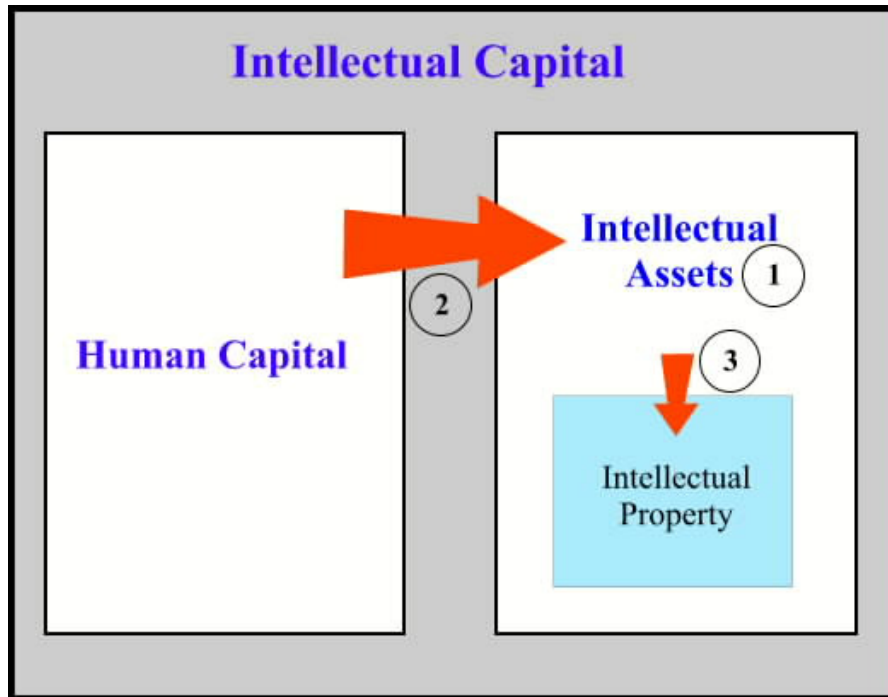 Intellectual Capital
Human Capital
2
Intellectual
Assets 1
3
Intellectual
Property